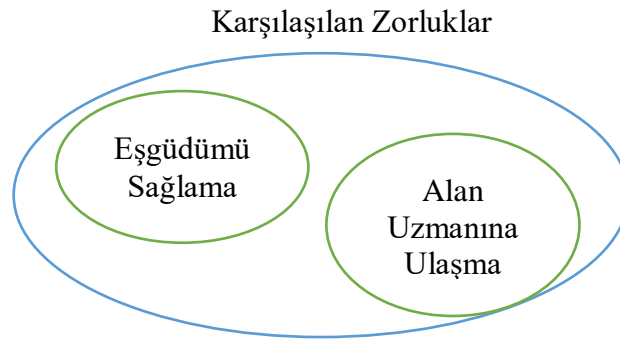 Karşılaşılan Zorluklar
Eşgüdümü
Sağlama
Alan
Uzmanına
Ulaşma